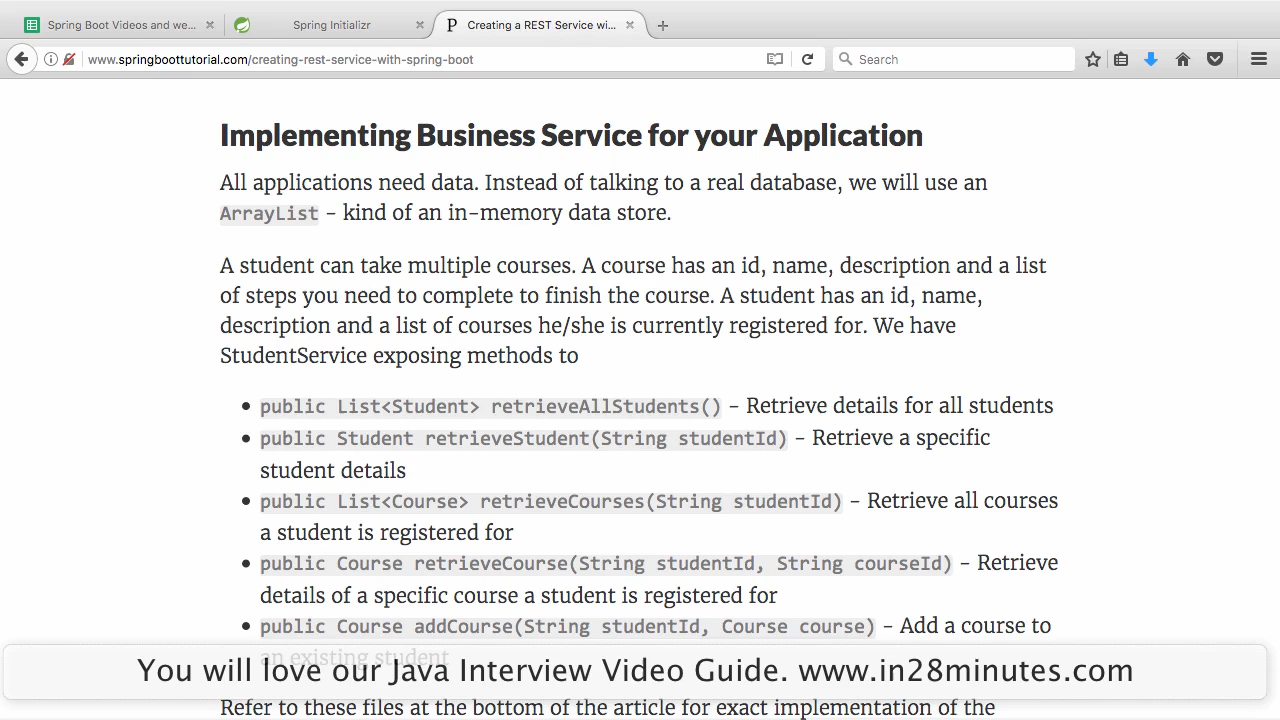 Spring Boot Videos and we...
Spring Initializr
Creating a REST Service wi...
www.springboottutorial.com/creating-rest-service-with-spring-boot
Search
Implementing Business Service for your Application
All applications need data. Instead of talking to a real database, we will use an
ArrayList - kind of an in-memory data store.
A student can take multiple courses. A course has an id, name, description and a list
of steps you need to complete to finish the course. A student has an id, name,
description and a list of courses he/she is currently registered for. We have
StudentService exposing methods to
• public List<Student> retrieveAllStudents() - Retrieve details for all students
• public Student retrieveStudent(String studentId) - Retrieve a specific
student details
• public List<Course> retrieveCourses(String studentId) - Retrieve all courses
a student is registered for
• public Course retrieveCourse(String studentId, String courseId) - Retrieve
details of a specific course a student is registered for
• public Course addCourse(String studentId, Course course) - Add a course to
an existing student
You will love our Java Interview Video Guide. www.in28minutes.com
Refer to these files at the bottom of the article for exact implementation of the